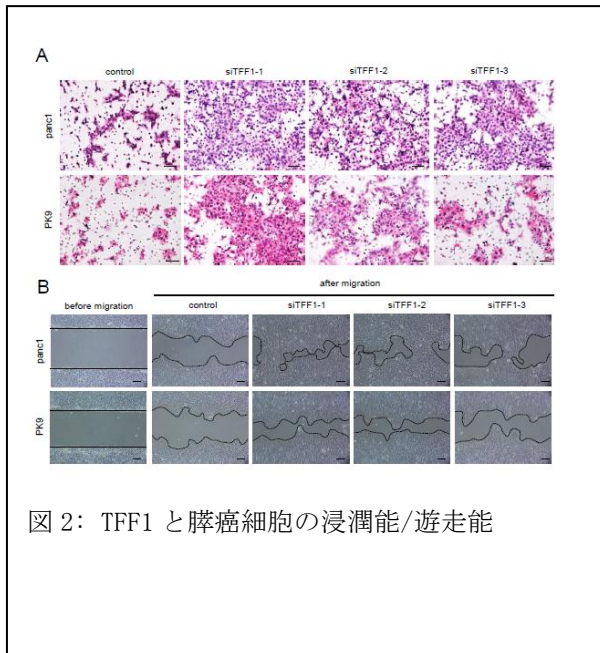 A
control siTFF1-1 siTFF1-2 siTFF1-3
panc1
PK9
B
after migration
before migration control siTFF1-1 siTFF1-2 siTFF1-3
panc1
PK9
図 2: TFF1 と膵癌細胞の浸潤能/遊走能